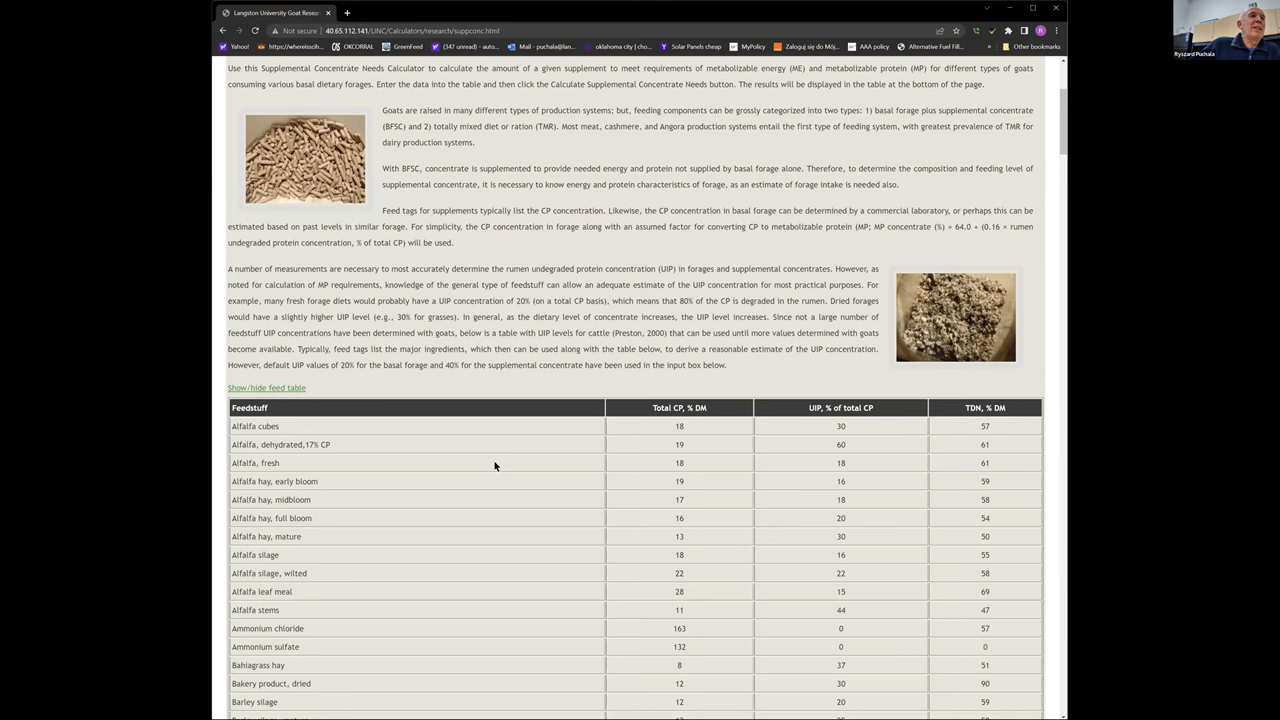 Langston University Goat Resear
Not secure | 40.65.112.141/LINC/Calculators/research/suppconc.html
Yahoo! https://whereissich... OKCORRAL GreenFeed (347 unread) - auto... Mail - puchala@lan... oklahoma city | cho... Solar Panels cheap MyPolicy Zaloguj się do Mój... AAA policy Alternative Fuel Fill... » Other bookmarks
Ryszard Puchala
Use this Supplemental Concentrate Needs Calculator to calculate the amount of a given supplement to meet requirements of metabolizable energy (ME) and metabolizable protein (MP) for different types of goats
consuming various basal dietary forages. Enter the data into the table and then click the Calculate Supplemental Concentrate Needs button. The results will be displayed in the table at the bottom of the page.
Goats are raised in many different types of production systems; but, feeding components can be grossly categorized into two types: 1) basal forage plus supplemental concentrate
(BFSC) and 2) totally mixed diet or ration (TMR). Most meat, cashmere, and Angora production systems entail the first type of feeding system, with greatest prevalence of TMR for
dairy production systems.
With BFSC, concentrate is supplemented to provide needed energy and protein not supplied by basal forage alone. Therefore, to determine the composition and feeding level of
supplemental concentrate, it is necessary to know energy and protein characteristics of forage, as an estimate of forage intake is needed also.
Feed tags for supplements typically list the CP concentration. Likewise, the CP concentration in basal forage can be determined by a commercial laboratory, or perhaps this can be
estimated based on past levels in similar forage. For simplicity, the CP concentration in forage along with an assumed factor for converting CP to metabolizable protein (MP; MP concentrate (%) = 64.0 + (0.16 × rumen
undegraded protein concentration, % of total CP) will be used.
A number of measurements are necessary to most accurately determine the rumen undegraded protein concentration (UIP) in forages and supplemental concentrates. However, as
noted for calculation of MP requirements, knowledge of the general type of feedstuff can allow an adequate estimate of the UIP concentration for most practical purposes. For
example, many fresh forage diets would probably have a UIP concentration of 20% (on a total CP basis), which means that 80% of the CP is degraded in the rumen. Dried forages
would have a slightly higher UIP level (e.g., 30% for grasses). In general, as the dietary level of concentrate increases, the UIP level increases. Since not a large number of
feedstuff UIP concentrations have been determined with goats, below is a table with UIP levels for cattle (Preston, 2000) that can be used until more values determined with goats
become available. Typically, feed tags list the major ingredients, which then can be used along with the table below, to derive a reasonable estimate of the UIP concentration.
However, default UIP values of 20% for the basal forage and 40% for the supplemental concentrate have been used in the input box below.
Show/hide feed table
Feedstuff Total CP, % DM UIP, % of total CP TDN, % DM
Alfalfa cubes 18 30 57
Alfalfa, dehydrated,17% CP 19 60 61
Alfalfa, fresh 18 18 61
Alfalfa hay, early bloom 19 16 59
Alfalfa hay, midbloom 17 18 58
Alfalfa hay, full bloom 16 20 54
Alfalfa hay, mature 13 30 50
Alfalfa silage 18 16 55
Alfalfa silage, wilted 22 22 58
Alfalfa leaf meal 28 15 69
Alfalfa stems 11 44 47
Ammonium chloride 163 0 57
Ammonium sulfate 132 0 0
Bahiagrass hay 8 37 51
Bakery product, dried 12 30 90
Barley silage 12 20 59